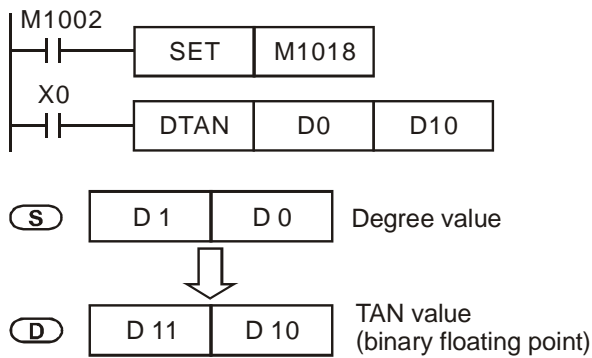 M1002
SET M1018
X0
DTAN D0 D10
S D 1 D 0 Degree value
D D 11 D 10 TAN value
(binary floating point)